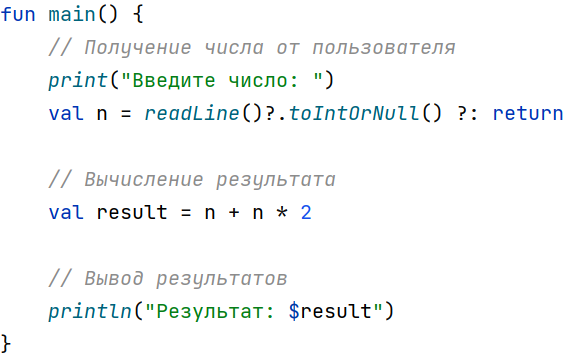 fun main() {
    // Получение числа от пользователя
    print("Введите число: ")
    val n = readLine()?.toIntOrNull() ?: return
    // Вычисление результата
    val result = n + n * 2
    // Вывод результатов
    println("Результат: $result")
}